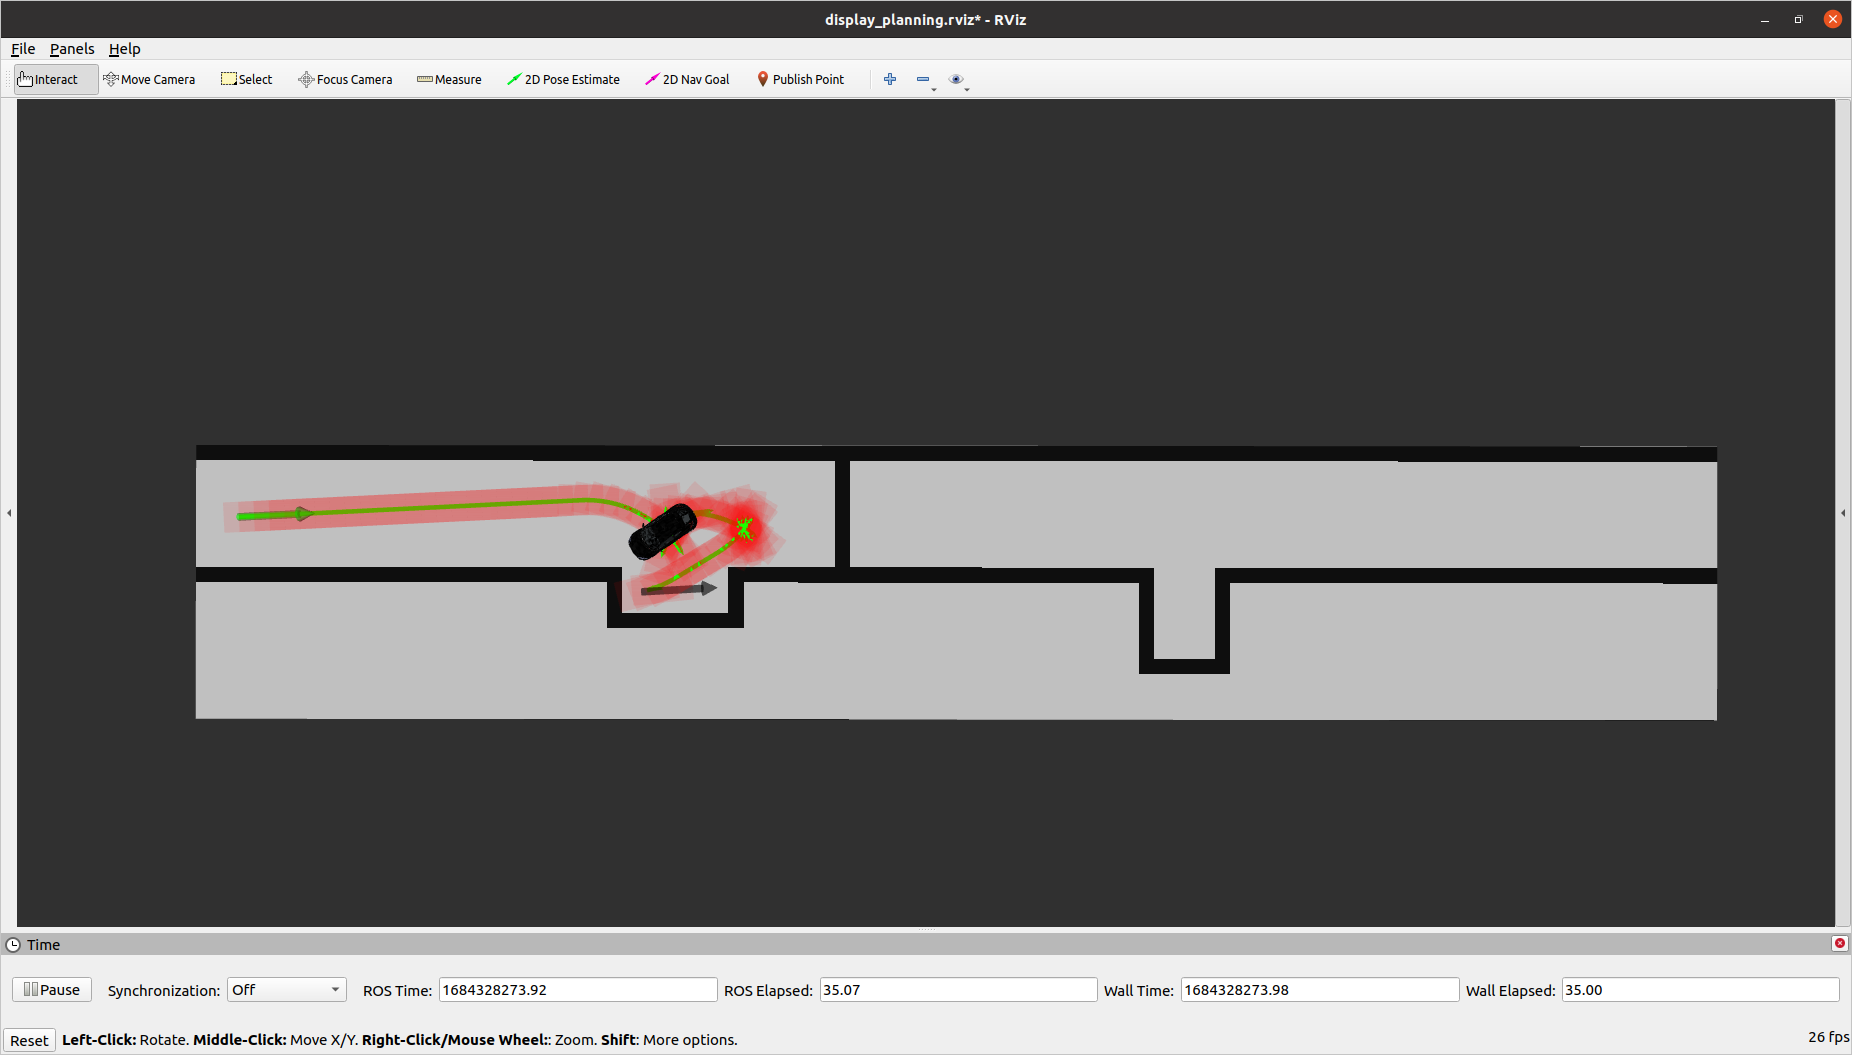 display_planning.rviz* - RViz
File Panels Help
Interact Move Camera Select Focus Camera Measure 2D Pose Estimate 2D Nav Goal Publish Point
Time
Pause Synchronization: Off ROS Time: 1684328273.92 ROS Elapsed: 35.07 Wall Time: 1684328273.98 Wall Elapsed: 35.00
Reset Left-Click: Rotate. Middle-Click: Move X/Y. Right-Click/Mouse Wheel:: Zoom. Shift: More options. 26 fps